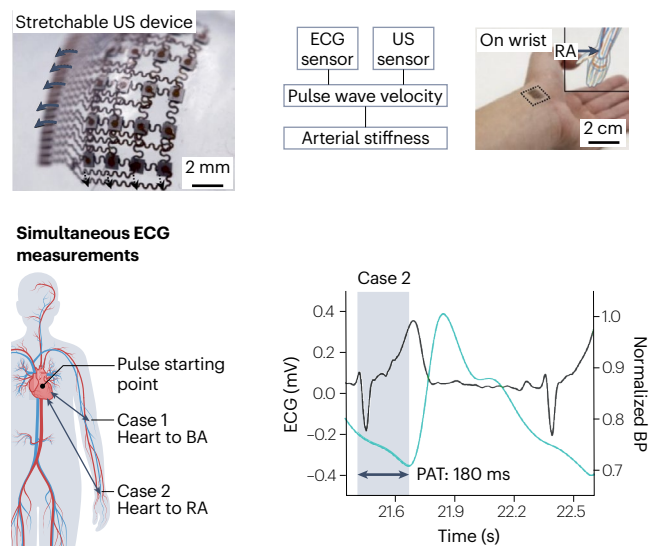 Stretchable US device
2 mm
ECG
sensor
US
sensor
Pulse wave velocity
Arterial stiffness
On wrist
RA
2 cm
Simultaneous ECG
measurements
Pulse starting
point
Case 1
Heart to BA
Case 2
Heart to RA
Case 2
ECG (mV)
0.4
0.2
0.0
−0.2
−0.4
PAT: 180 ms
1.0
0.9
0.8
0.7
Normalized BP
21.6
21.9
22.2
22.5
Time (s)